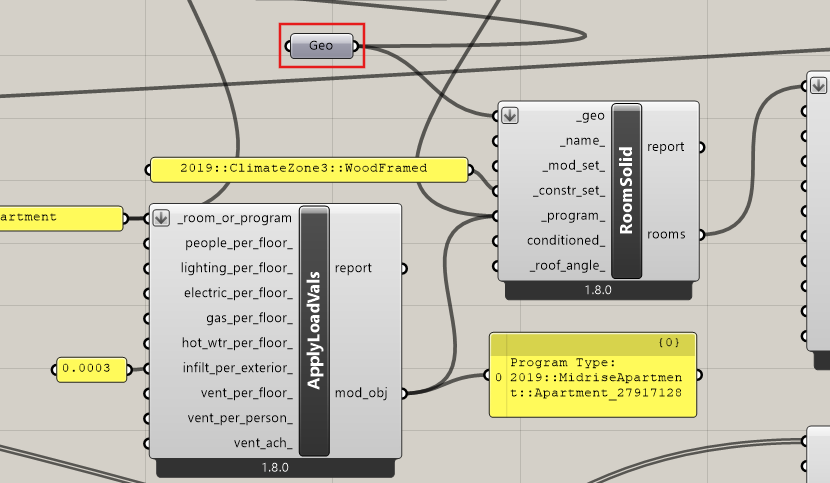 Geo
2019::ClimateZone3::WoodFramed
artment
_room_or_program
people_per_floor_
lighting_per_floor_
electric_per_floor_
gas_per_floor_
hot_wtr_per_floor_
infilt_per_exterior_
vent_per_floor_
vent_per_person_
vent_ach_
ApplyLoadVals
report
mod_obj
1.8.0
0.0003
_geo
_name_
_mod_set_
_constr_set_
_program_
conditioned_
_roof_angle_
RoomSolid
report
rooms
1.8.0
{0}
0 Program Type:
2019::MidriseApartmen
t::Apartment_27917128